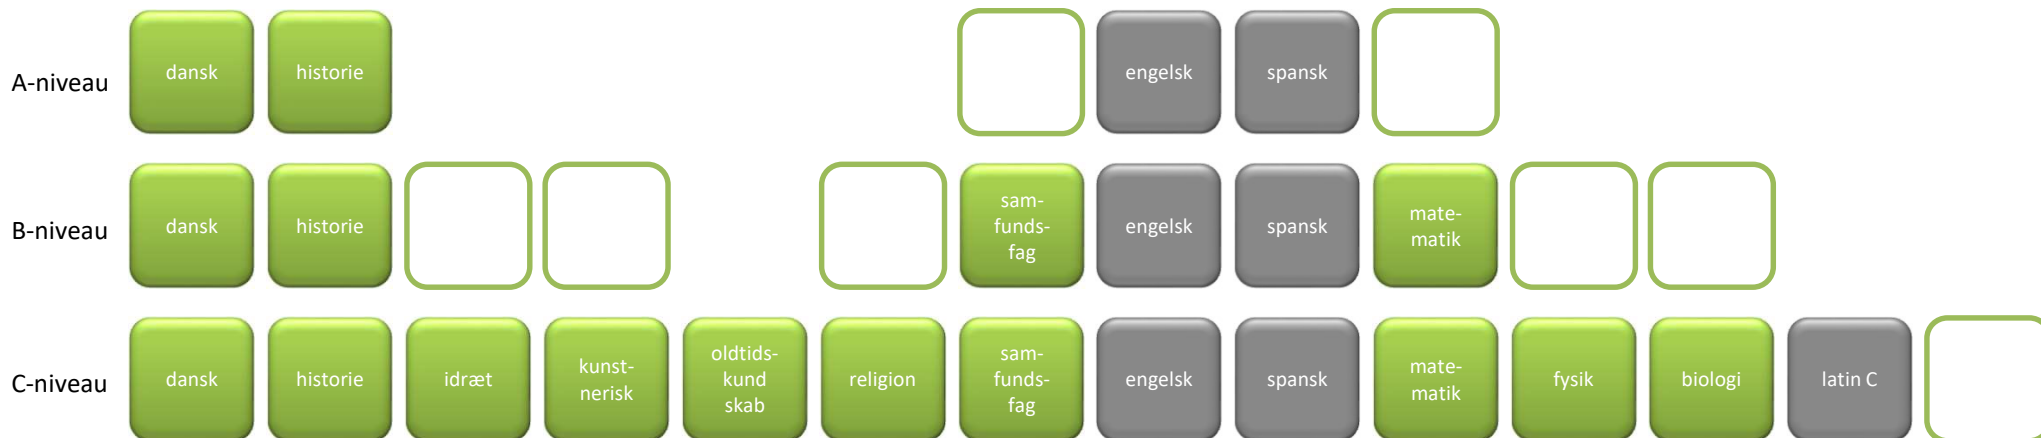 A-niveau
dansk
historie
engelsk
spansk
B-niveau
dansk
historie
sam-
funds-
fag
engelsk
spansk
mate-
matik
C-niveau
dansk
historie
idræt
kunst-
nerisk
oldtids-
kund
skab
religion
sam-
funds-
fag
engelsk
spansk
mate-
matik
fysik
biologi
latin C